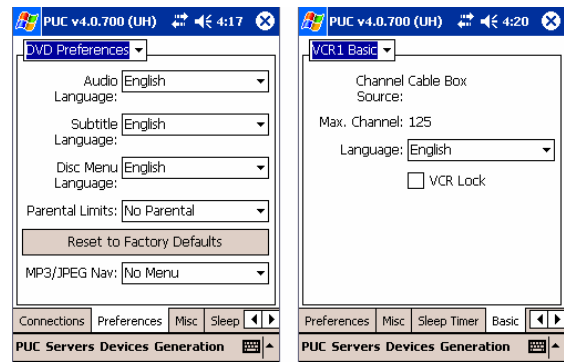 PUC v4.0.700 (UH) 4:17
DVD Preferences
Audio Language: English
Subtitle Language: English
Disc Menu Language: English
Parental Limits: No Parental
Reset to Factory Defaults
MP3/JPEG Nav: No Menu
Connections Preferences Misc Sleep
PUC Servers Devices Generation
PUC v4.0.700 (UH) 4:20
VCR1 Basic
Channel Source: Cable Box
Max. Channel: 125
Language: English
VCR Lock
Preferences Misc Sleep Timer Basic
PUC Servers Devices Generation